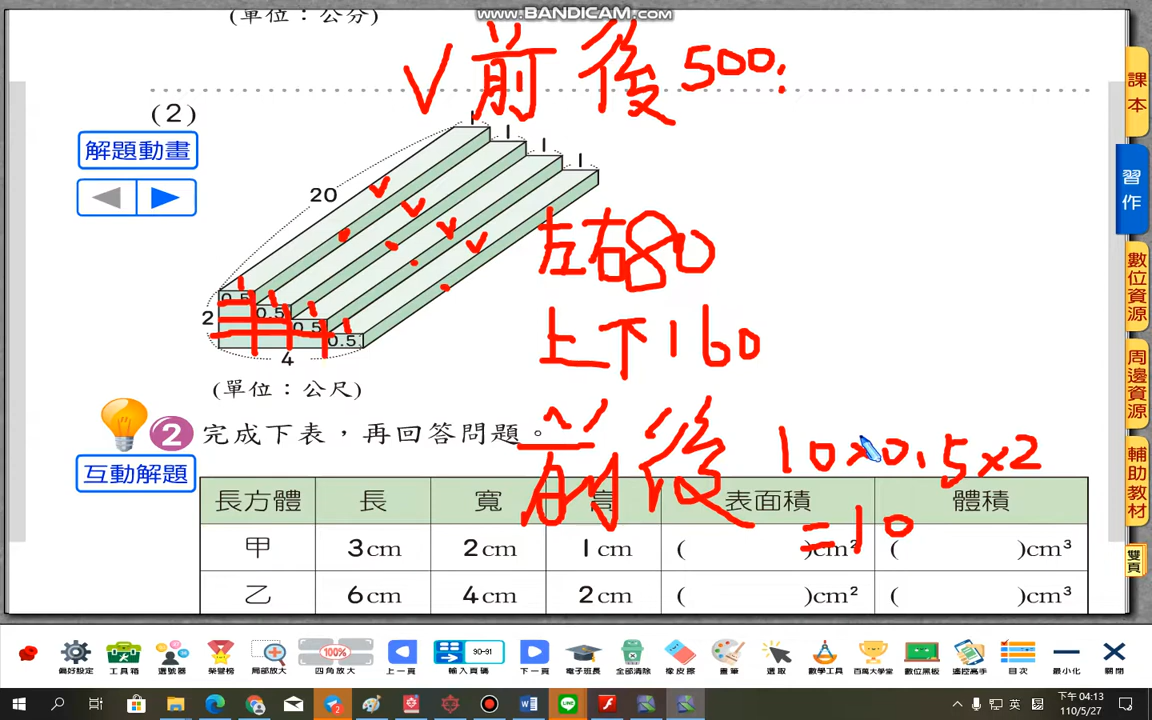 (單位：公分)
WWW.BANDICAM.COM
V前後500:
(2)
解題動畫
1
1
1
1
20
0.5
0.5
0.5
0.5
2
4
(單位：公尺)
左右80
上下160
前後
10×0.5×2
=10
2 完成下表，再回答問題。
互動解題
長方體 長 寬 高 表面積 體積
甲 3cm 2cm 1cm ( )cm² ( )cm³
乙 6cm 4cm 2cm ( )cm² ( )cm³
課本
習作
數位資源
周邊資源
輔助教材
雙頁
100%
90-91
偏好設定 工具箱 選號器 榮譽榜 局部放大 四角放大 上一頁 輸入頁碼 下一頁 電子班長 全部清除 橡皮擦 畫筆 選取 數學工具 百萬大學堂 數位黑板 遙控高手 目次 最小化 關閉
英
下午 04:13
110/5/27